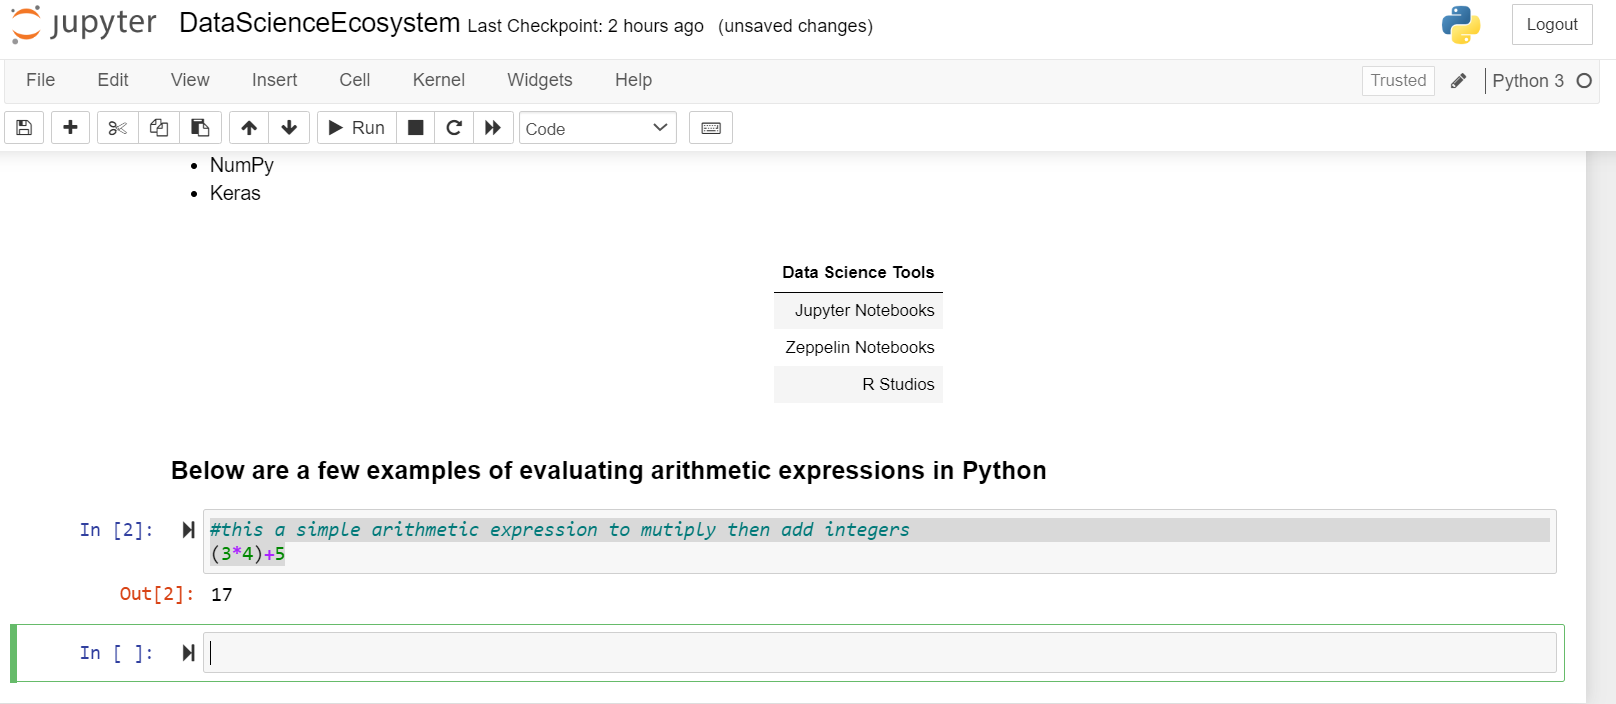 jupyter DataScienceEcosystem Last Checkpoint: 2 hours ago (unsaved changes) Logout
File Edit View Insert Cell Kernel Widgets Help Trusted Python 3
Run Code
NumPy
Keras
Data Science Tools
Jupyter Notebooks
Zeppelin Notebooks
R Studios
Below are a few examples of evaluating arithmetic expressions in Python
In [2]: #this a simple arithmetic expression to mutiply then add integers
(3*4)+5
Out[2]: 17
In [ ]: